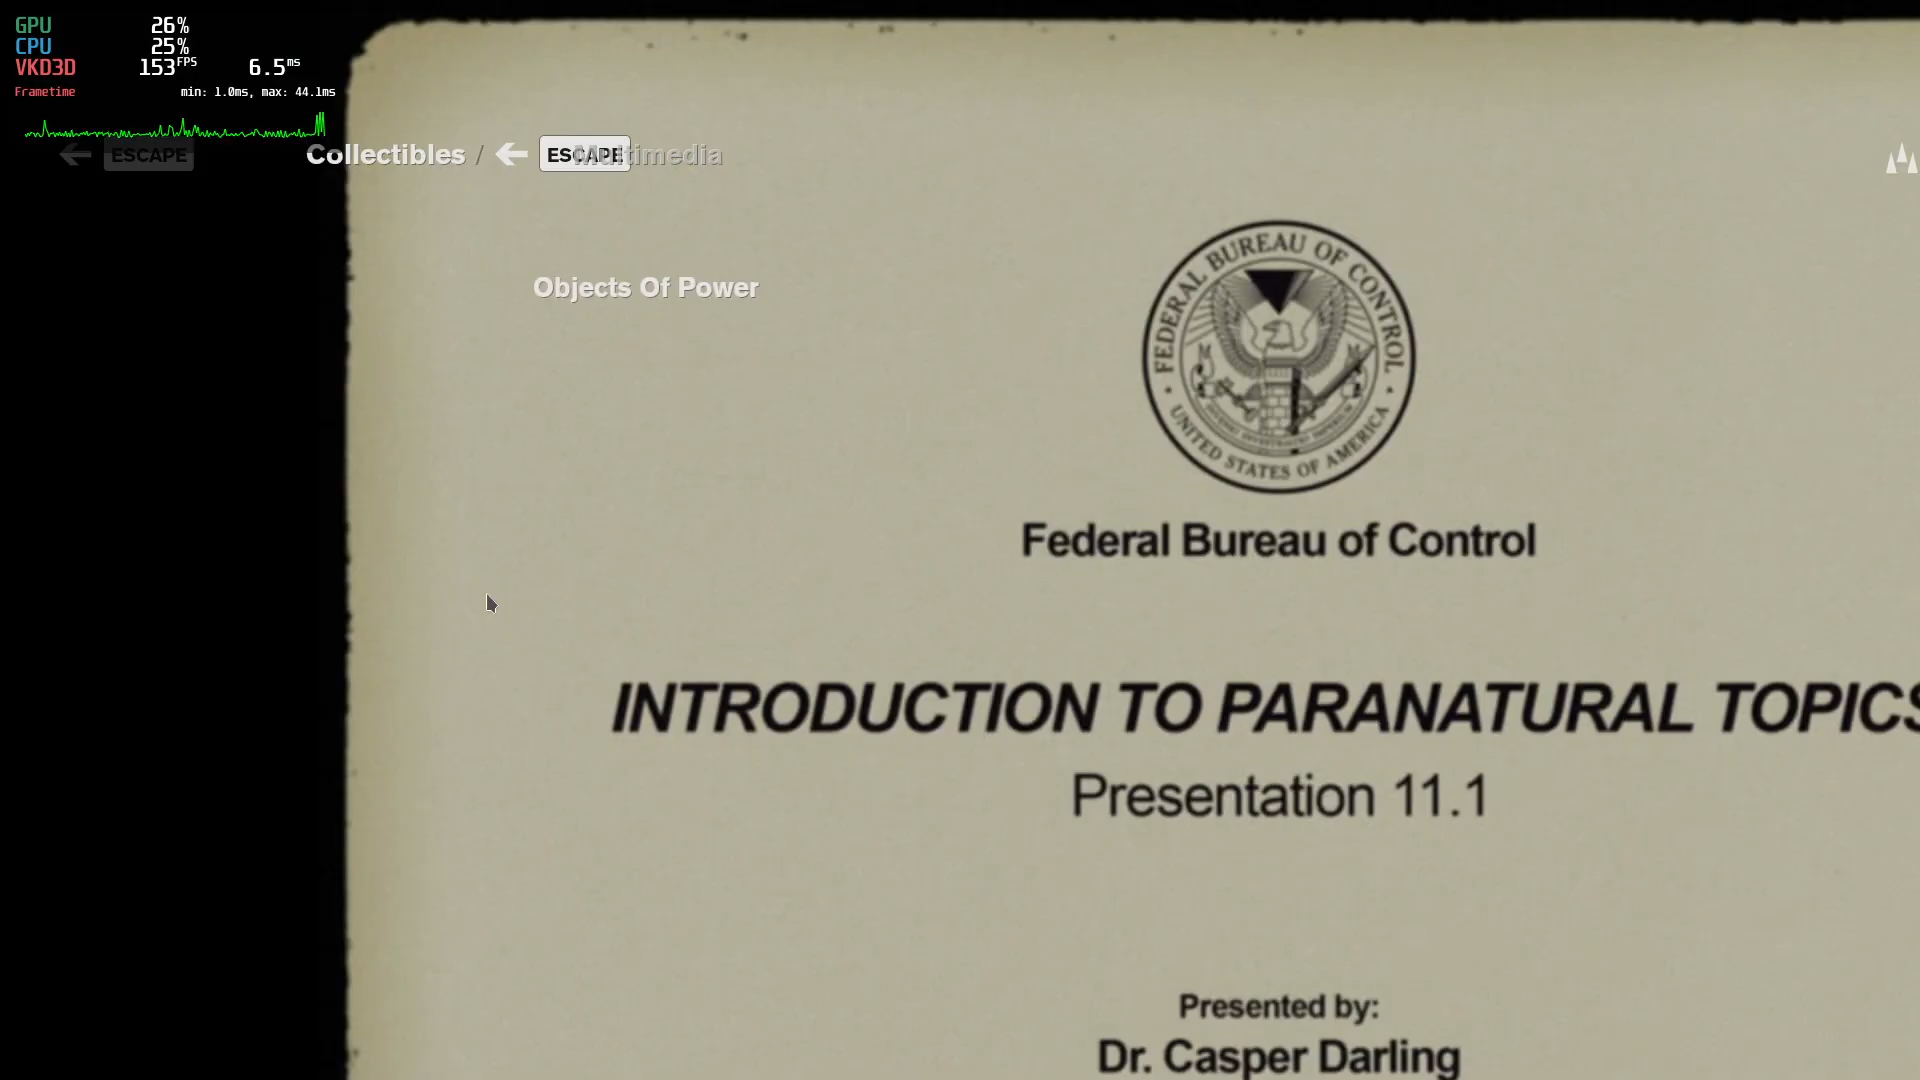 GPU 26%
CPU 25%
VKD3D 153 FPS 6.5 ms
Frametime min: 1.0ms, max: 44.1ms
ESCAPE Collectibles / ESCAPE Multimedia
Objects Of Power
FEDERAL BUREAU OF CONTROL
UNITED STATES OF AMERICA
Federal Bureau of Control
INTRODUCTION TO PARANATURAL TOPICS
Presentation 11.1
Presented by:
Dr. Casper Darling